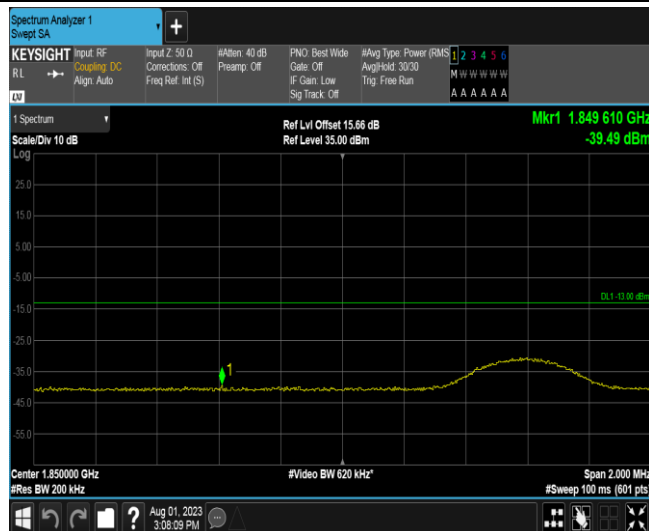 Spectrum Analyzer 1
Swept SA
+
KEYSIGHT
RL
Input: RF
Coupling: DC
Align: Auto
Input Z: 50 Ω
Corrections: Off
Freq Ref: Int (S)
#Atten: 40 dB
Preamp: Off
PNO: Best Wide
Gate: Off
IF Gain: Low
Sig Track: Off
#Avg Type: Power (RMS
Avg|Hold: 30/30
Trig: Free Run
1 2 3 4 5 6
M W W W W W
A A A A A A
LXI
1 Spectrum
Scale/Div 10 dB
Log
Ref Lvl Offset 15.66 dB
Ref Level 35.00 dBm
Mkr1 1.849 610 GHz
-39.49 dBm
25.0
15.0
5.00
-5.00
DL1 -13.00 dBm
-15.0
-25.0
1
-35.0
-45.0
-55.0
Center 1.850000 GHz
#Res BW 200 kHz
#Video BW 620 kHz*
Span 2.000 MHz
#Sweep 100 ms (601 pts)
?
Aug 01, 2023
3:08:09 PM